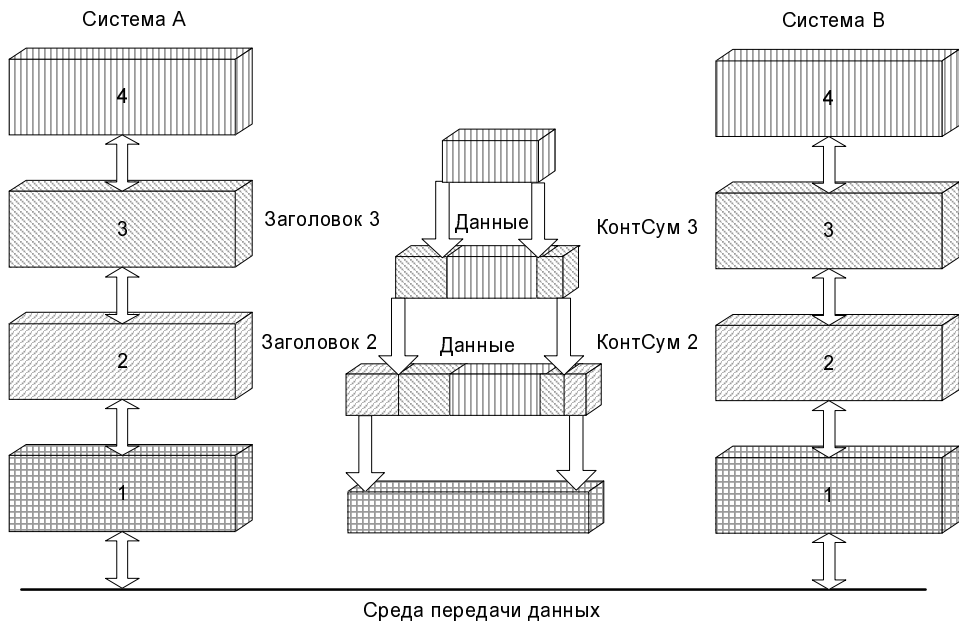 Система А
Система В
4
4
3
Заголовок 3
Данные
КонтСум 3
3
2
Заголовок 2
Данные
КонтСум 2
2
1
1
Среда передачи данных